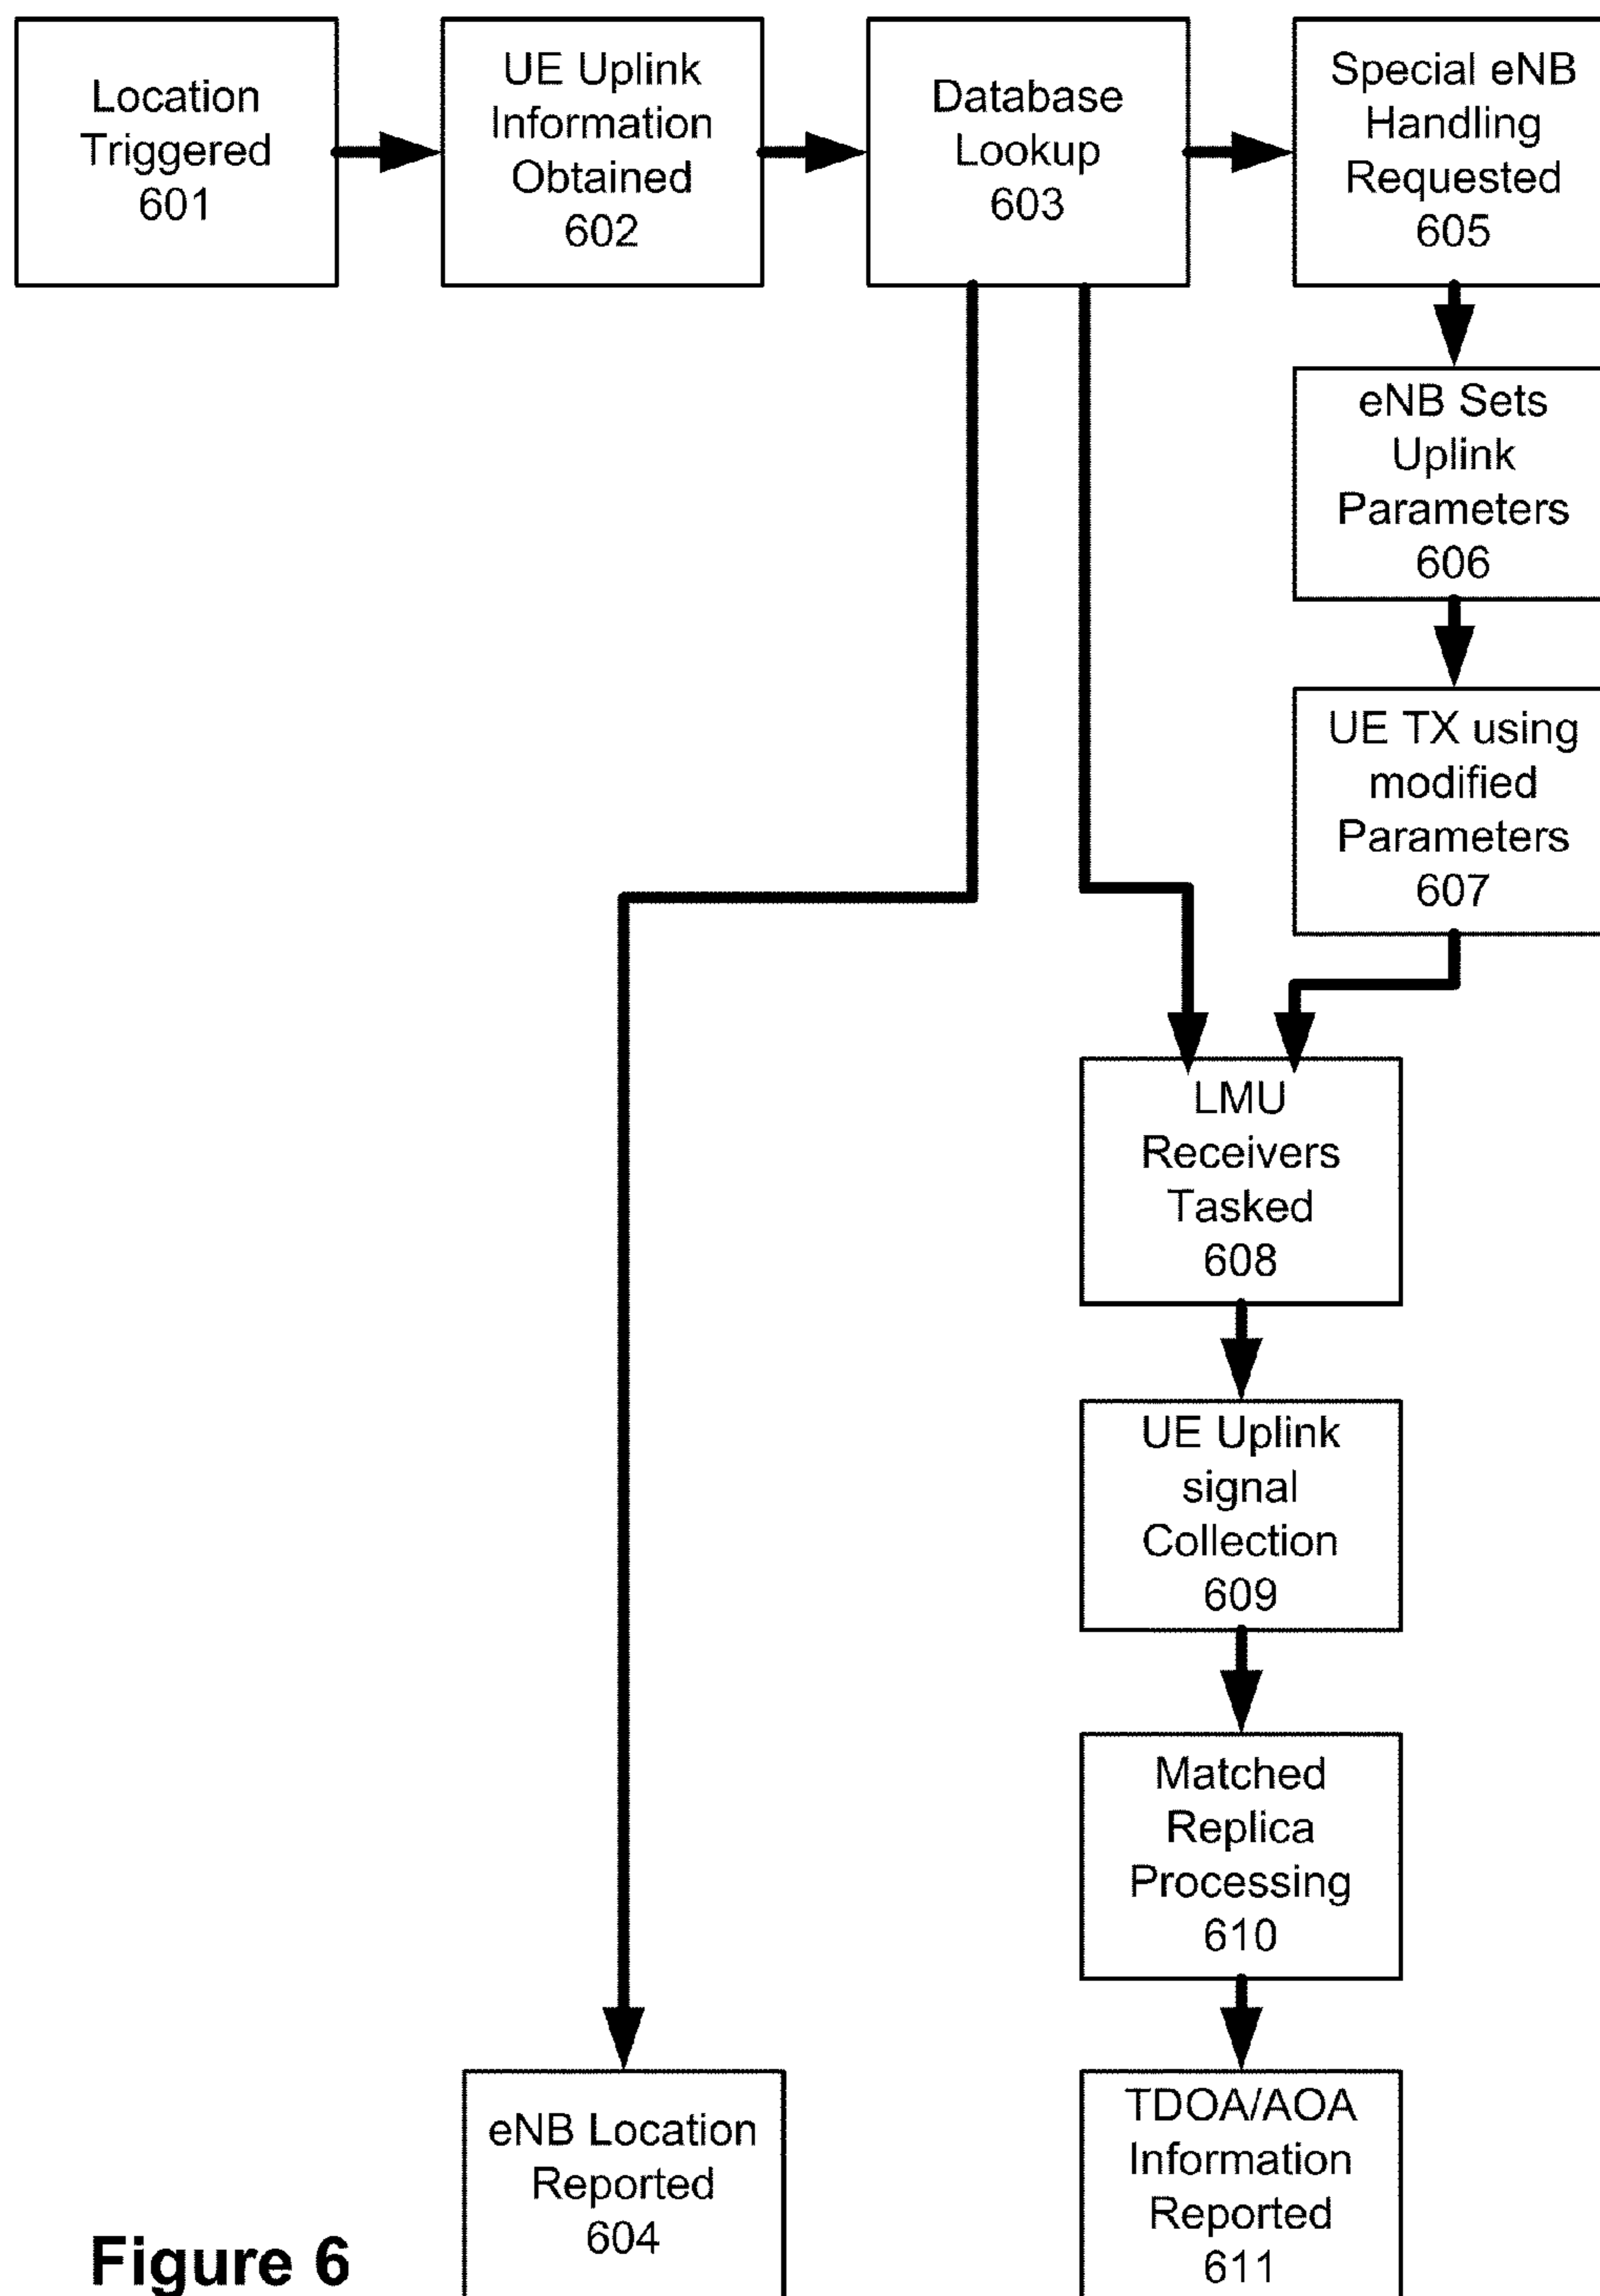 Location
Triggered
601
UE Uplink
Information
Obtained
602
Database
Lookup
603
Special eNB
Handling
Requested
605
eNB Sets
Uplink
Parameters
606
UE TX using
modified
Parameters
607
LMU
Receivers
Tasked
608
UE Uplink
signal
Collection
609
Matched
Replica
Processing
610
eNB Location
Reported
604
TDOA/AOA
Information
Reported
611
Figure 6